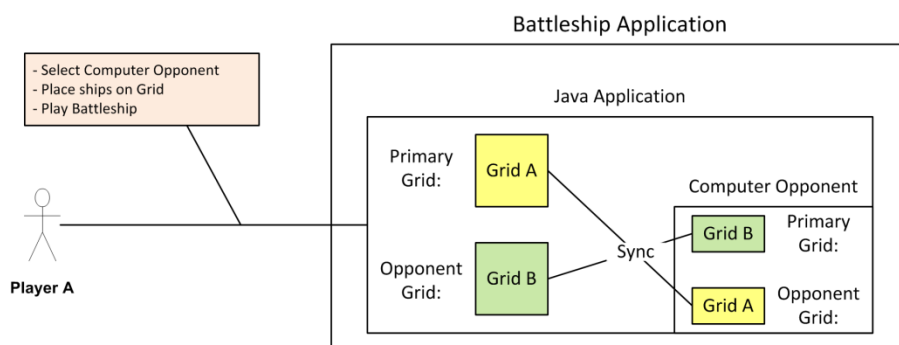 Battleship Application
- Select Computer Opponent
- Place ships on Grid
- Play Battleship
Java Application
Primary
Grid:
Grid A
Computer Opponent
Grid B
Primary
Grid:
Sync
Opponent
Grid:
Grid B
Grid A
Opponent
Grid:
Player A